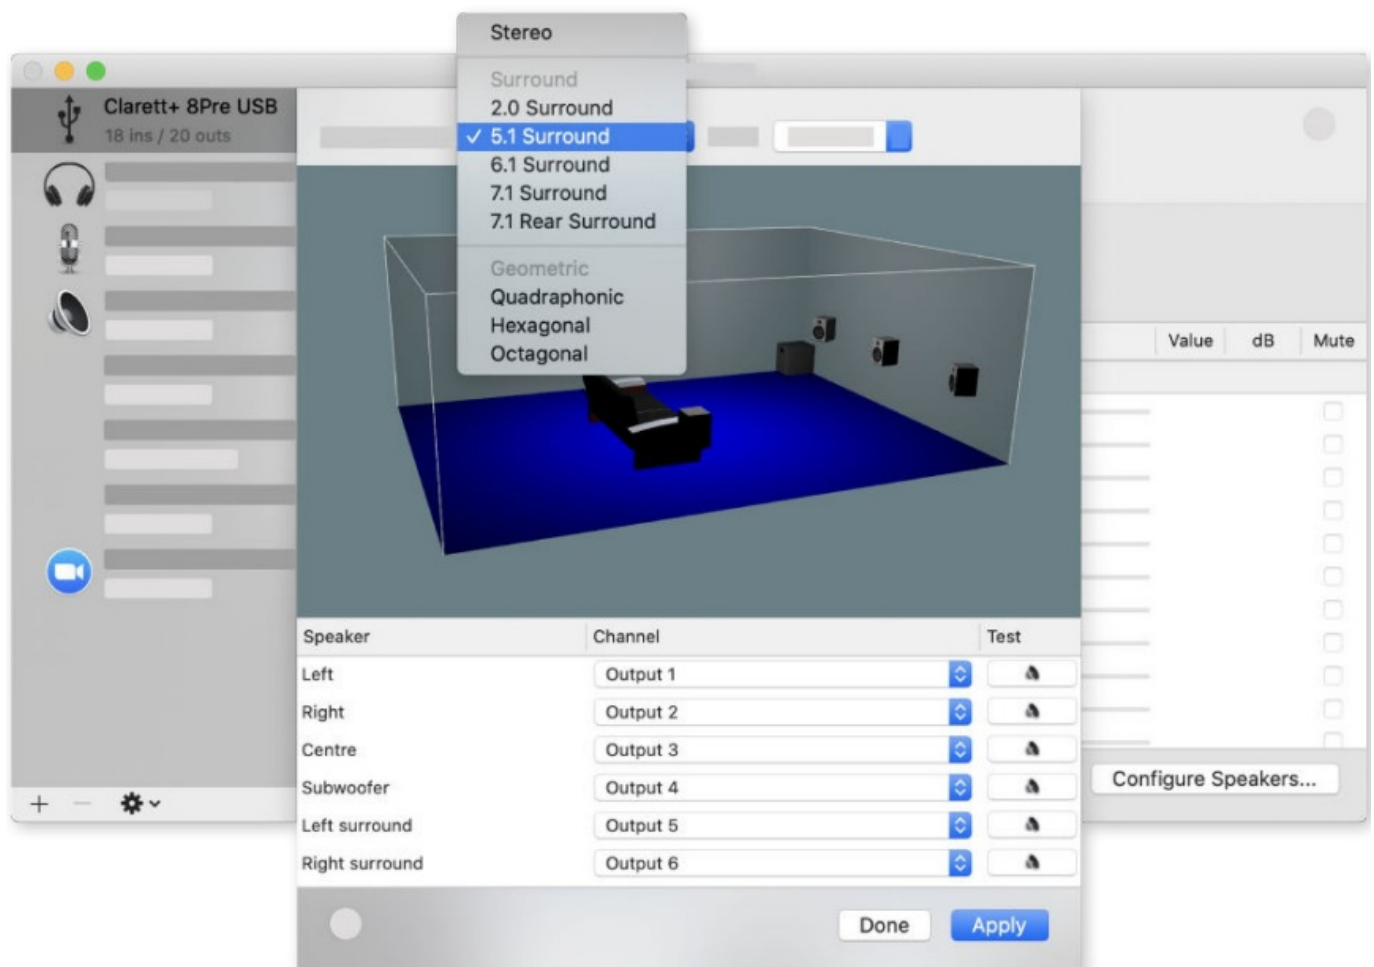 Stereo
Surround
2.0 Surround
✓ 5.1 Surround
6.1 Surround
7.1 Surround
7.1 Rear Surround
Geometric
Quadraphonic
Hexagonal
Octagonal
Clarett+ 8Pre USB
18 ins / 20 outs
Value dB Mute
Speaker Channel Test
Left Output 1
Right Output 2
Centre Output 3
Subwoofer Output 4
Left surround Output 5
Right surround Output 6
Configure Speakers...
Done Apply